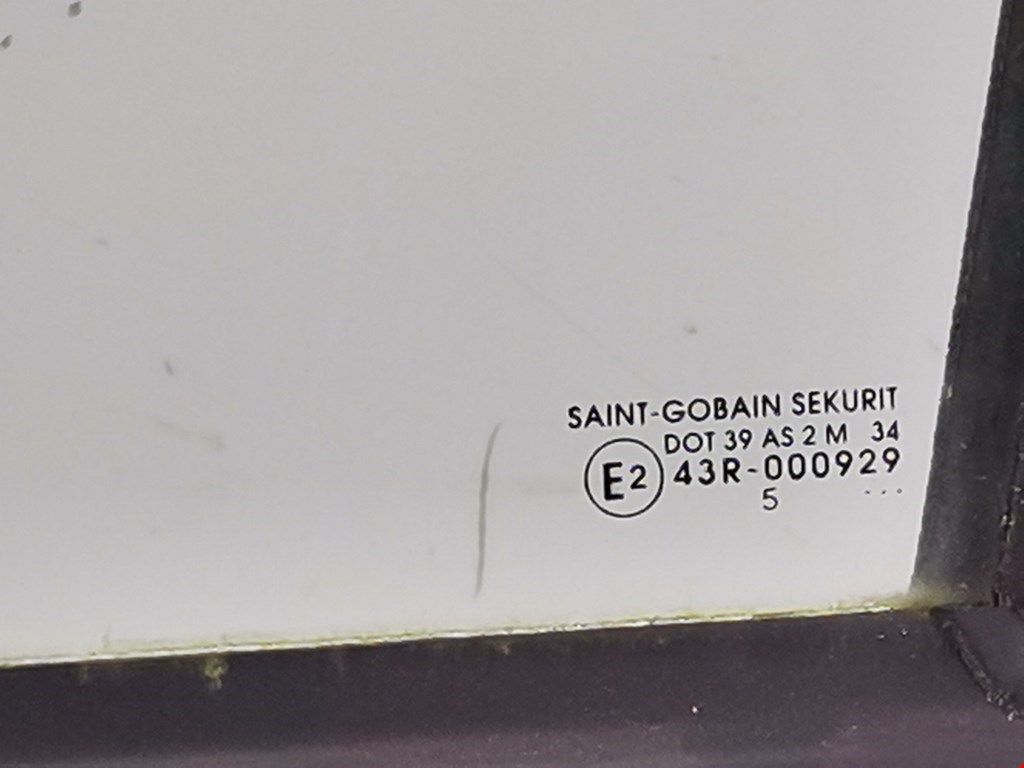 SAINT-GOBAIN SEKURIT
DOT 39 AS 2 M 34
E2 43R-000929
5 ...